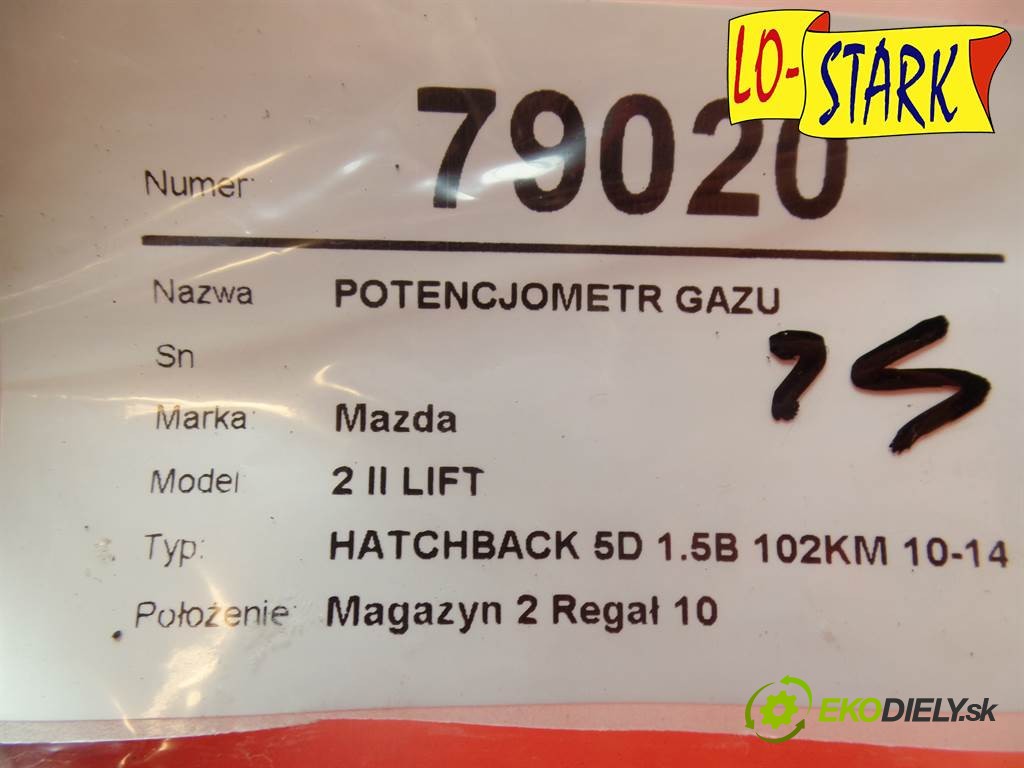 LO-STARK
Numer: 79020
Nazwa POTENCJOMETR GAZU
Sn
Marka: Mazda
Model: 2 II LIFT
Typ: HATCHBACK 5D 1.5B 102KM 10-14
Położenie: Magazyn 2 Regał 10
EKODIELY.sk